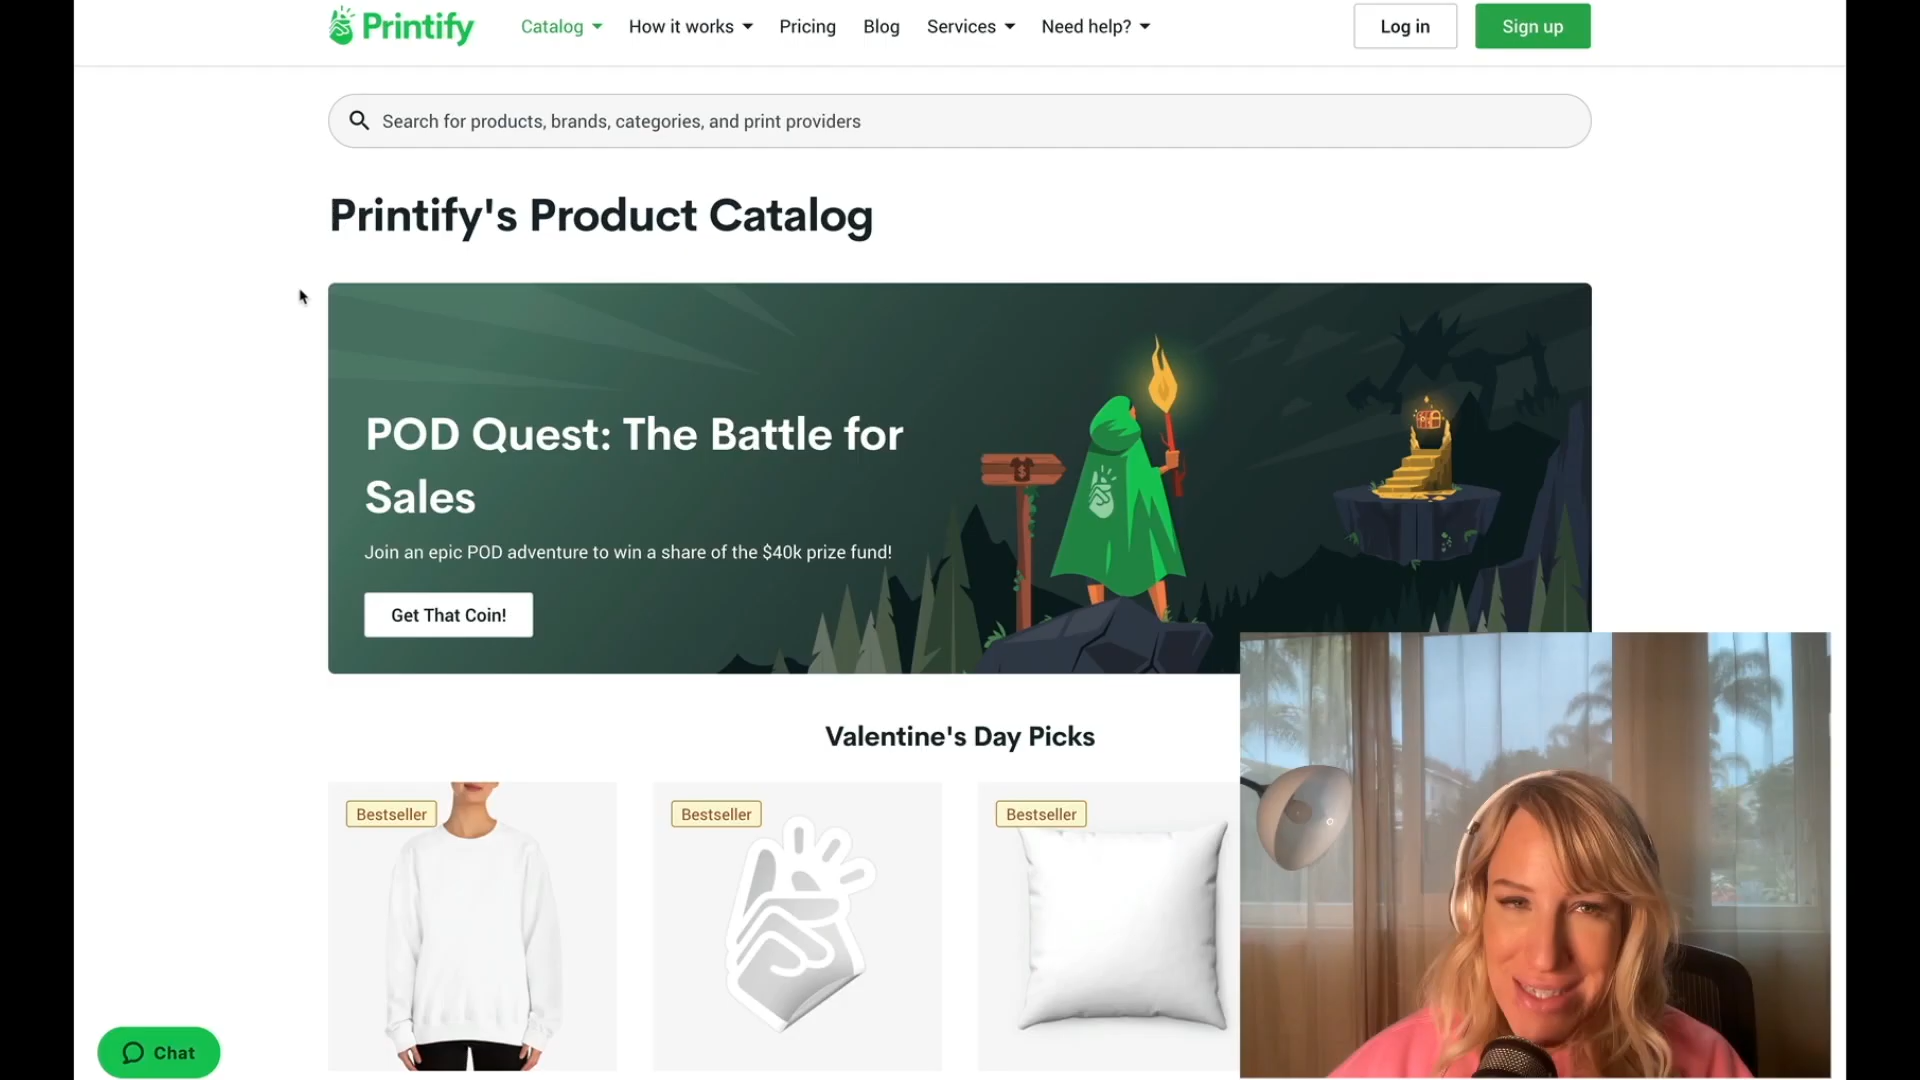 Printify
Catalog
How it works
Pricing
Blog
Services
Need help?
Log in
Sign up
Search for products, brands, categories, and print providers
Printify's Product Catalog
POD Quest: The Battle for
Sales
Join an epic POD adventure to win a share of the $40k prize fund!
Get That Coin!
Valentine's Day Picks
Bestseller
Bestseller
Bestseller
Chat